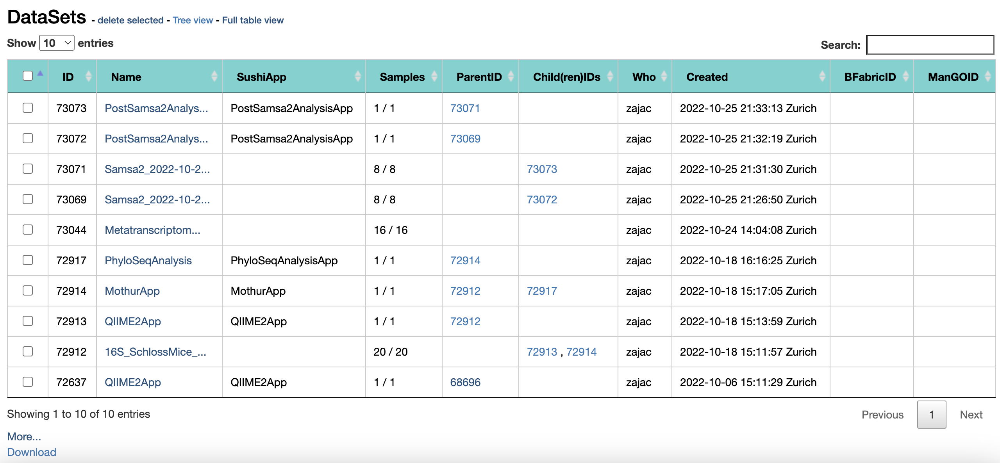 DataSets - delete selected - Tree view - Full table view
Show 10 entries Search:
ID Name SushiApp Samples ParentID Child(ren)IDs Who Created BFabricID ManGOID
73073 PostSamsa2Analys... PostSamsa2AnalysisApp 1 / 1 73071 zajac 2022-10-25 21:33:13 Zurich
73072 PostSamsa2Analys... PostSamsa2AnalysisApp 1 / 1 73069 zajac 2022-10-25 21:32:19 Zurich
73071 Samsa2_2022-10-2... 8 / 8 73073 zajac 2022-10-25 21:31:30 Zurich
73069 Samsa2_2022-10-2... 8 / 8 73072 zajac 2022-10-25 21:26:50 Zurich
73044 Metatranscriptom... 16 / 16 zajac 2022-10-24 14:04:08 Zurich
72917 PhyloSeqAnalysis PhyloSeqAnalysisApp 1 / 1 72914 zajac 2022-10-18 16:16:25 Zurich
72914 MothurApp MothurApp 1 / 1 72912 72917 zajac 2022-10-18 15:17:05 Zurich
72913 QIIME2App QIIME2App 1 / 1 72912 zajac 2022-10-18 15:13:59 Zurich
72912 16S_SchlossMice_... 20 / 20 72913 , 72914 zajac 2022-10-18 15:11:57 Zurich
72637 QIIME2App QIIME2App 1 / 1 68696 zajac 2022-10-06 15:11:29 Zurich
Showing 1 to 10 of 10 entries Previous 1 Next
More...
Download